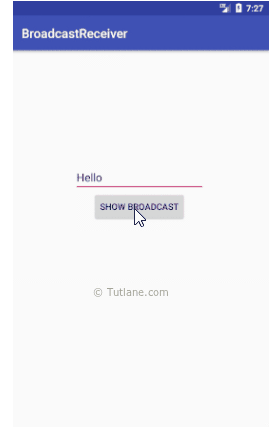 7:27
BroadcastReceiver
Hello
SHOW BROADCAST
© Tutlane.com